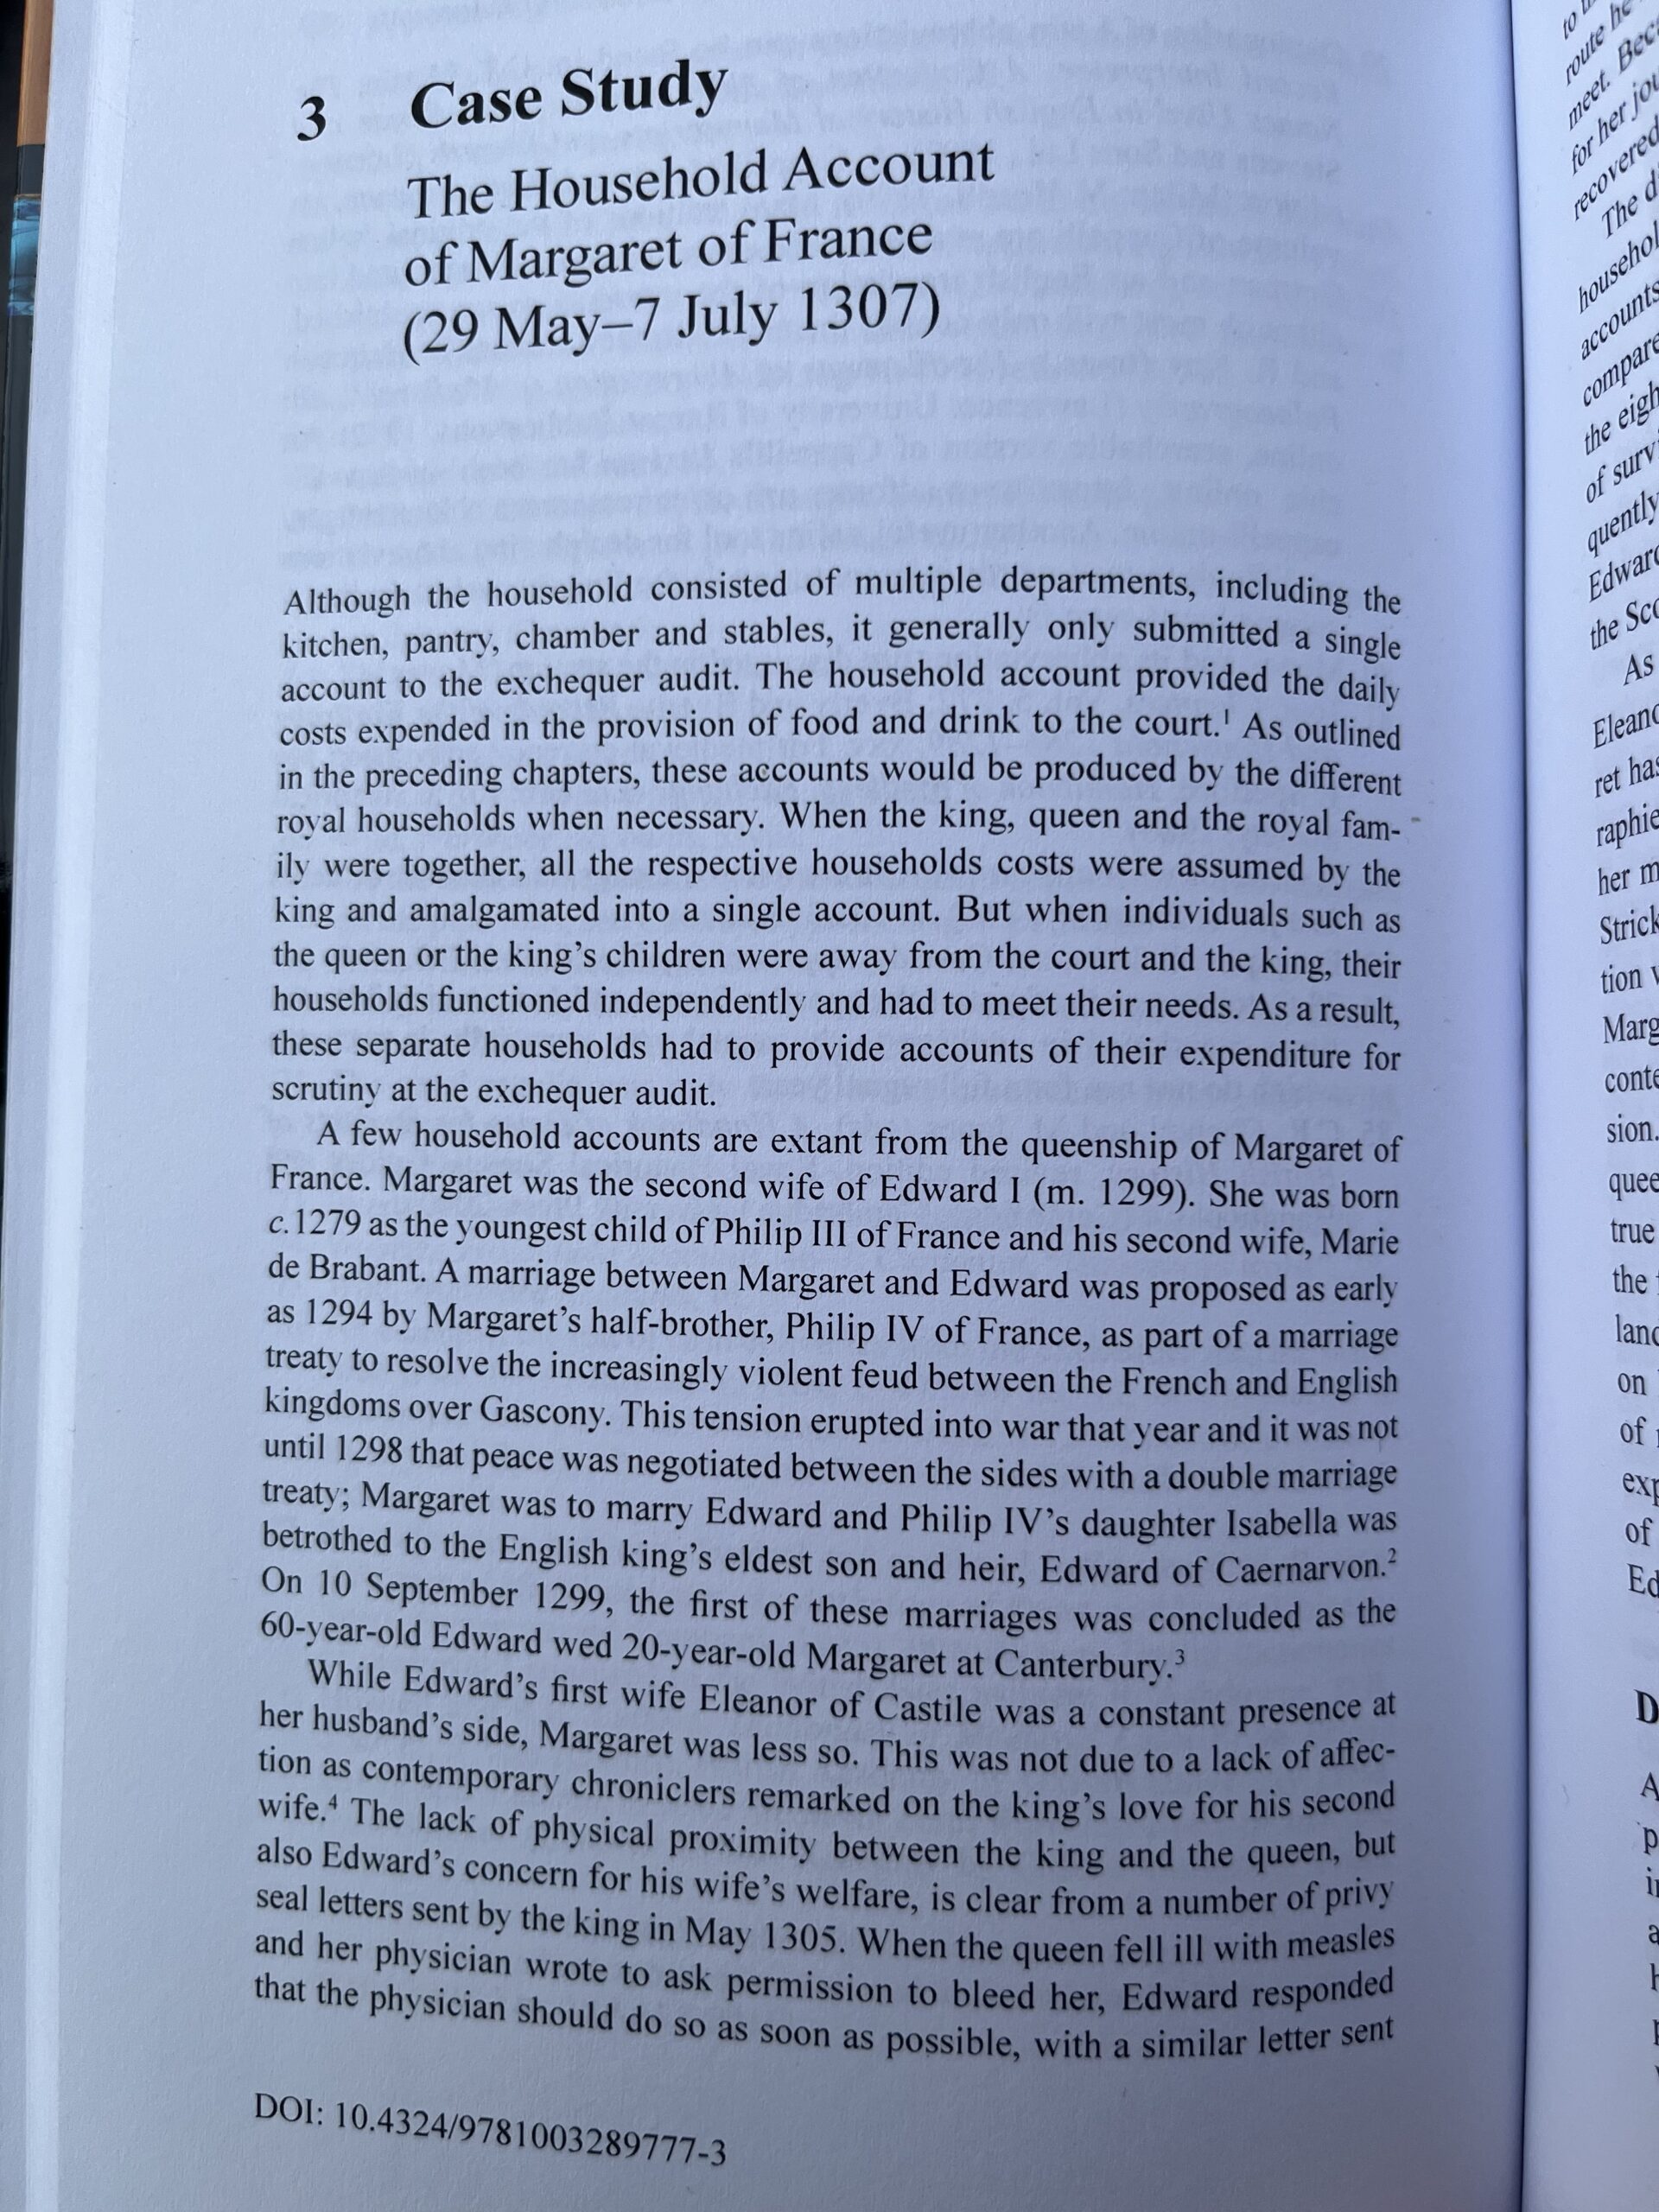 3 Case Study
The Household Account
of Margaret of France
(29 May–7 July 1307)
Although the household consisted of multiple departments, including the
kitchen, pantry, chamber and stables, it generally only submitted a single
account to the exchequer audit. The household account provided the daily
costs expended in the provision of food and drink to the court.¹ As outlined
in the preceding chapters, these accounts would be produced by the different
royal households when necessary. When the king, queen and the royal fam-
ily were together, all the respective households costs were assumed by the
king and amalgamated into a single account. But when individuals such as
the queen or the king’s children were away from the court and the king, their
households functioned independently and had to meet their needs. As a result,
these separate households had to provide accounts of their expenditure for
scrutiny at the exchequer audit.
A few household accounts are extant from the queenship of Margaret of
France. Margaret was the second wife of Edward I (m. 1299). She was born
c.1279 as the youngest child of Philip III of France and his second wife, Marie
de Brabant. A marriage between Margaret and Edward was proposed as early
as 1294 by Margaret’s half-brother, Philip IV of France, as part of a marriage
treaty to resolve the increasingly violent feud between the French and English
kingdoms over Gascony. This tension erupted into war that year and it was not
until 1298 that peace was negotiated between the sides with a double marriage
treaty; Margaret was to marry Edward and Philip IV’s daughter Isabella was
betrothed to the English king’s eldest son and heir, Edward of Caernarvon.²
On 10 September 1299, the first of these marriages was concluded as the
60-year-old Edward wed 20-year-old Margaret at Canterbury.³
While Edward’s first wife Eleanor of Castile was a constant presence at
her husband’s side, Margaret was less so. This was not due to a lack of affec-
tion as contemporary chroniclers remarked on the king’s love for his second
wife.⁴ The lack of physical proximity between the king and the queen, but
also Edward’s concern for his wife’s welfare, is clear from a number of privy
seal letters sent by the king in May 1305. When the queen fell ill with measles
and her physician wrote to ask permission to bleed her, Edward responded
that the physician should do so as soon as possible, with a similar letter sent
DOI: 10.4324/9781003289777-3
route he
meet.
for her
recovered
The
accounts
the
of
quently
the
As
her
tion
sion.
true
the
on
of
of